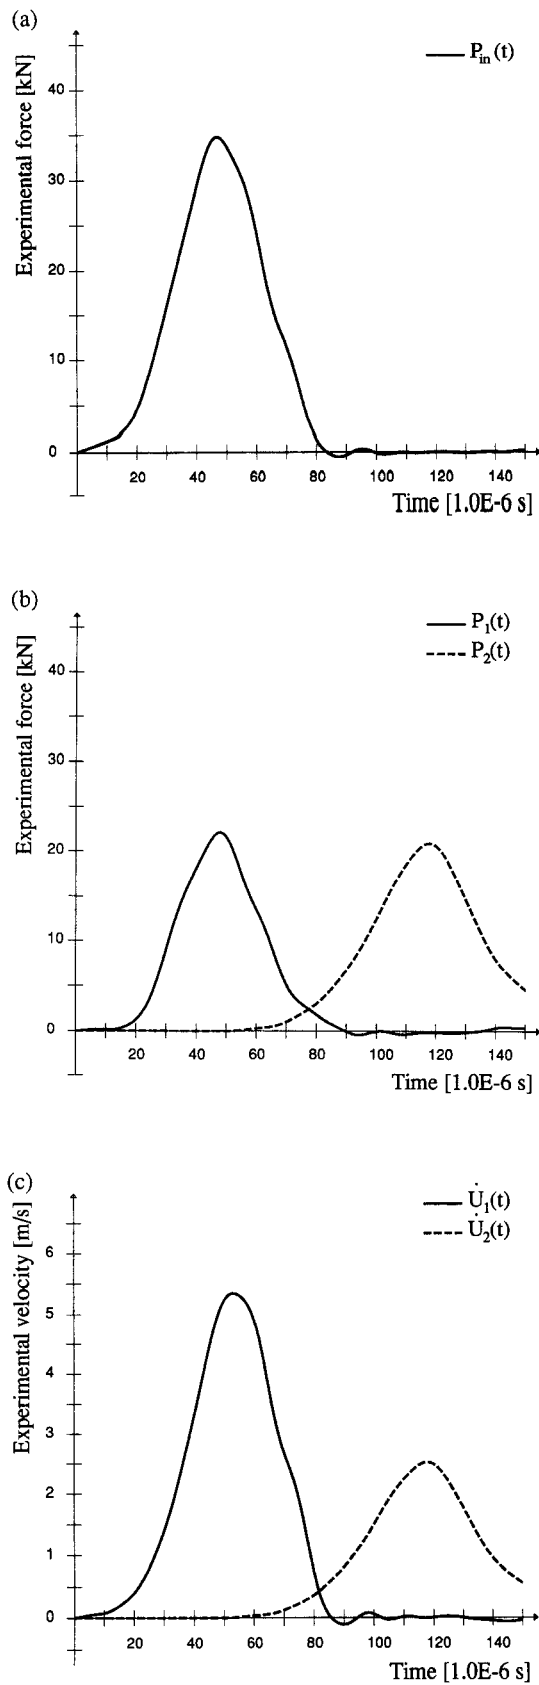 (a)
Experimental force [kN]
P_in (t)
40
30
20
10
0
20 40 60 80 100 120 140
Time [1.0E-6 s]
(b)
Experimental force [kN]
P_1(t)
P_2(t)
40
30
20
10
0
20 40 60 80 100 120 140
Time [1.0E-6 s]
(c)
Experimental velocity [m/s]
U̇_1(t)
U̇_2(t)
6
5
4
3
2
1
0
20 40 60 80 100 120 140
Time [1.0E-6 s]